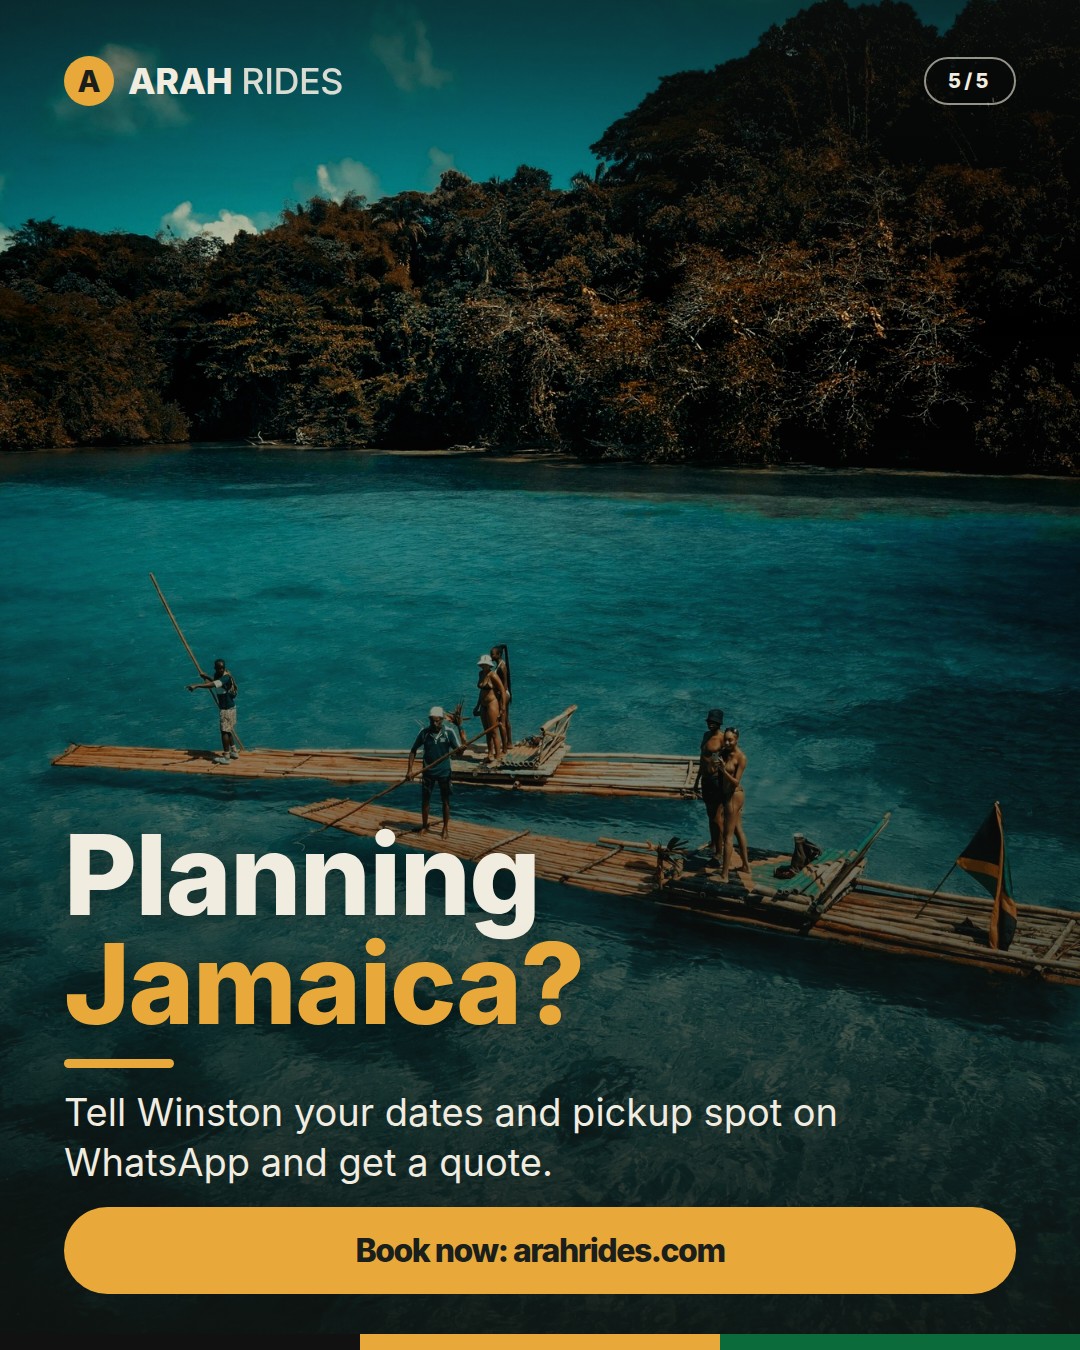 A ARAH RIDES
5/5
Planning
Jamaica?
Tell Winston your dates and pickup spot on
WhatsApp and get a quote.
Book now: arahrides.com